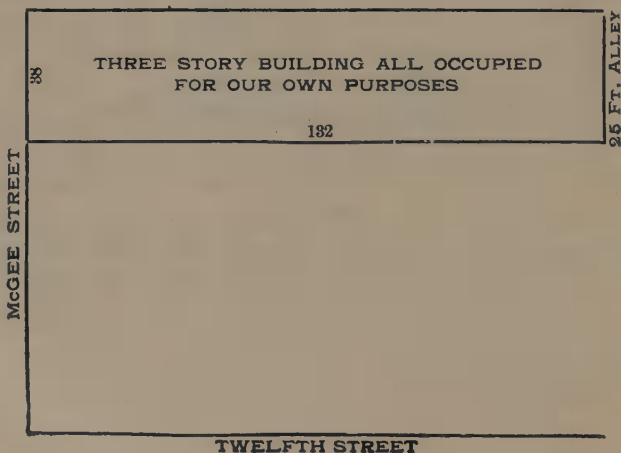 THREE STORY BUILDING ALL OCCUPIED
FOR OUR OWN PURPOSES
38
132
25 FT. ALLEY
McGEE STREET
TWELFTH STREET